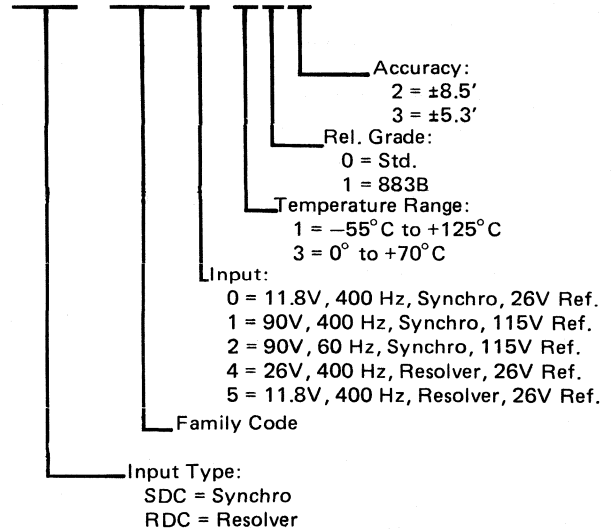 Accuracy:
2 = ±8.5′
3 = ±5.3′
Rel. Grade:
0 = Std.
1 = 883B
Temperature Range:
1 = −55°C to +125°C
3 = 0° to +70°C
Input:
0 = 11.8V, 400 Hz, Synchro, 26V Ref.
1 = 90V, 400 Hz, Synchro, 115V Ref.
2 = 90V, 60 Hz, Synchro, 115V Ref.
4 = 26V, 400 Hz, Resolver, 26V Ref.
5 = 11.8V, 400 Hz, Resolver, 26V Ref.
Family Code
Input Type:
SDC = Synchro
RDC = Resolver